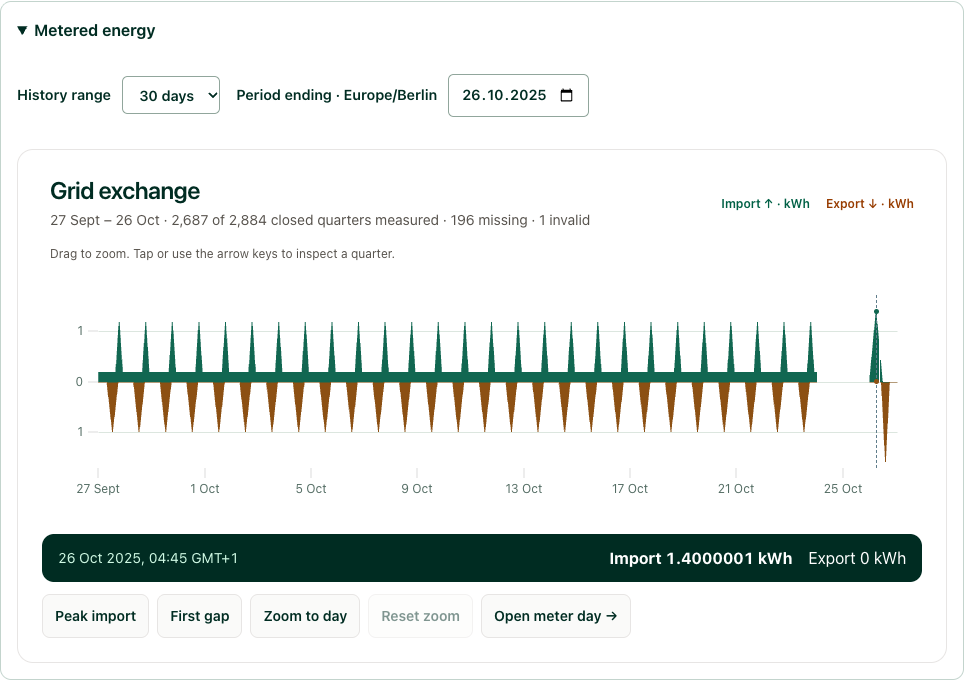 ▼ Metered energy
History range 30 days Period ending · Europe/Berlin 26.10.2025
Grid exchange
27 Sept – 26 Oct · 2,687 of 2,884 closed quarters measured · 196 missing · 1 invalid
Import ↑ · kWh Export ↓ · kWh
Drag to zoom. Tap or use the arrow keys to inspect a quarter.
1
0
1
27 Sept 1 Oct 5 Oct 9 Oct 13 Oct 17 Oct 21 Oct 25 Oct
26 Oct 2025, 04:45 GMT+1 Import 1.4000001 kWh Export 0 kWh
Peak import First gap Zoom to day Reset zoom Open meter day →